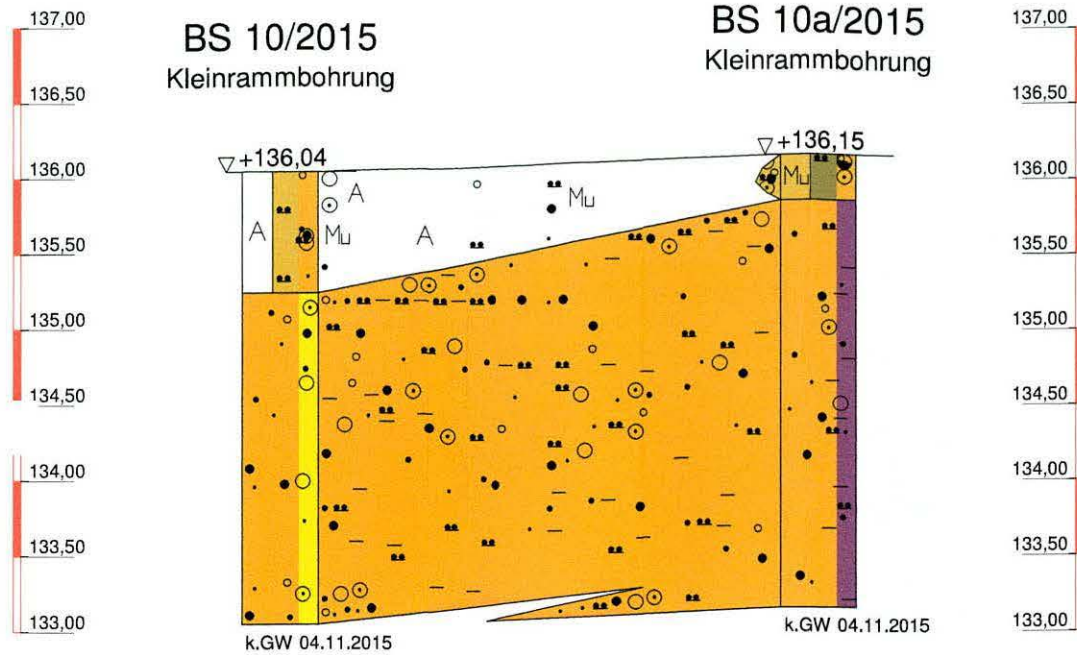 BS 10/2015
Kleinrammbohrung
BS 10a/2015
Kleinrammbohrung
137,00
136,50
136,00
135,50
135,00
134,50
134,00
133,50
133,00
+136,04
+136,15
A
A
Mu
A
Mu
Mu
k.GW 04.11.2015
k.GW 04.11.2015
137,00
136,50
136,00
135,50
135,00
134,50
134,00
133,50
133,00